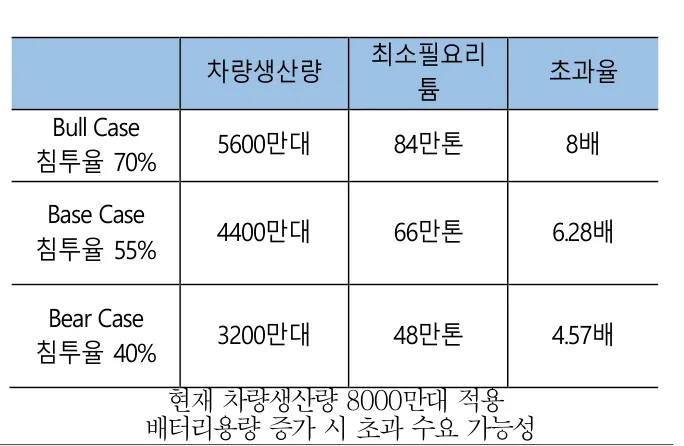 차량생산량 최소필요리튬 초과율
Bull Case
침투율 70% 5600만대 84만톤 8배
Base Case
침투율 55% 4400만대 66만톤 6.28배
Bear Case
침투율 40% 3200만대 48만톤 4.57배
현재 차량생산량 8000만대 적용
배터리용량 증가 시 초과 수요 가능성